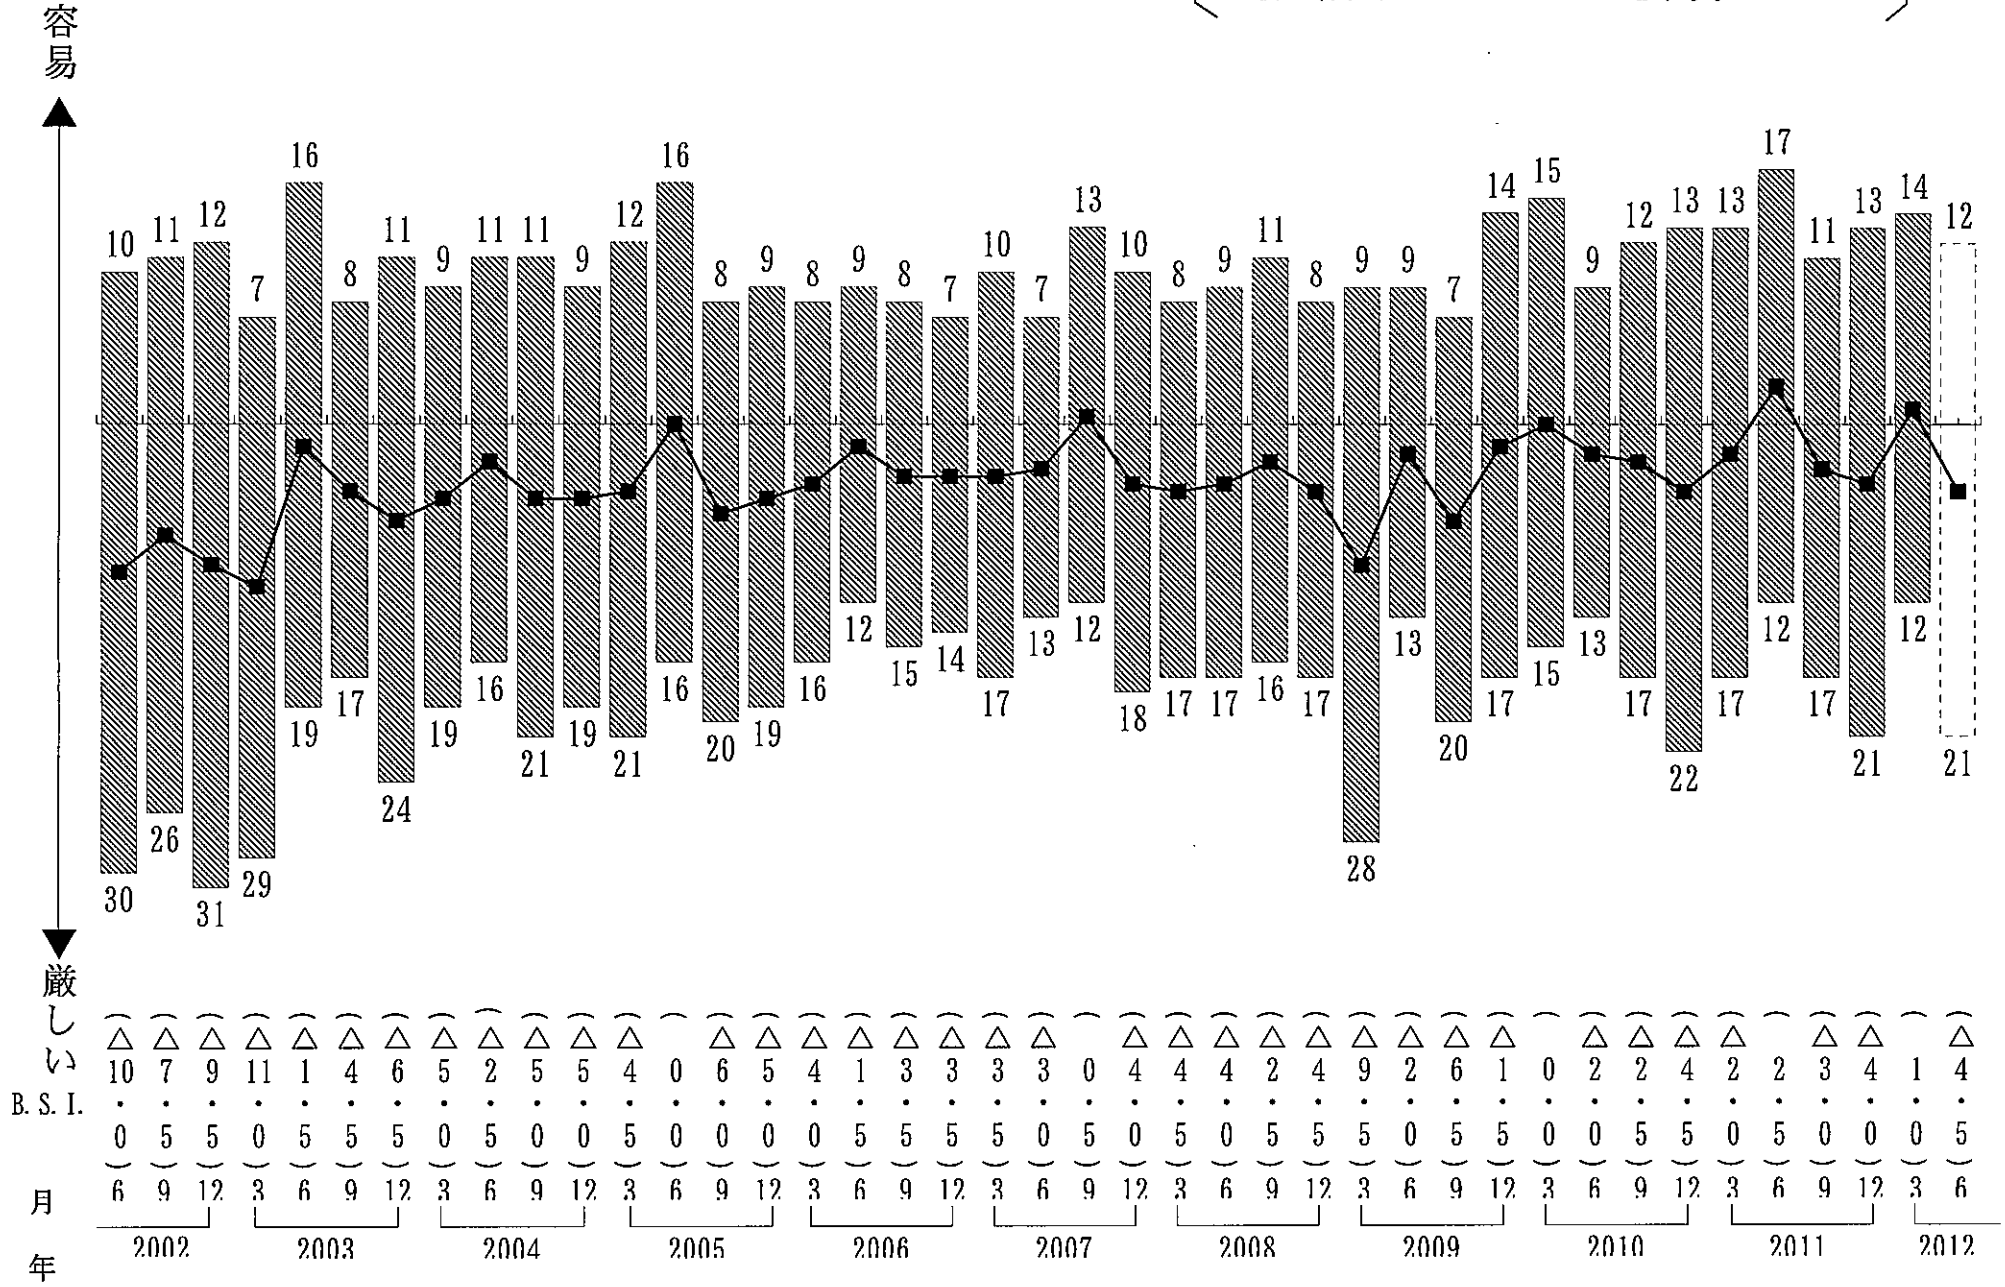 容易
10 11 12 7 16 8 11 9 11 11 9 12 16 8 9 8 9 8 7 10 7 13 10 8 9 11 8 9 9 7 14 15 9 12 13 13 17 11 13 14 12
30 26 31 29 19 17 24 19 16 21 19 21 16 20 19 16 12 15 14 17 13 12 18 17 17 16 17 28 13 20 17 15 13 17 22 17 12 17 21 12 21
厳しい
B.S.I. (△10.0) (△7.5) (△9.5) (△11.0) (△1.5) (△4.5) (△6.5) (△5.0) (△2.5) (△5.0) (△5.0) (△4.5) (0.0) (△6.0) (△5.0) (△4.0) (△1.5) (△3.5) (△3.5) (△3.5) (△3.0) (0.5) (△4.0) (△4.5) (△4.0) (△2.5) (△4.5) (△9.5) (△2.0) (△6.5) (△1.5) (0.0) (△2.0) (△2.5) (△4.5) (△2.0) (2.5) (△3.0) (△4.0) (1.0) (△4.5)
月 6 9 12 3 6 9 12 3 6 9 12 3 6 9 12 3 6 9 12 3 6 9 12 3 6 9 12 3 6 9 12 3 6 9 12 3 6 9 12 3 6
年 2002 2003 2004 2005 2006 2007 2008 2009 2010 2011 2012